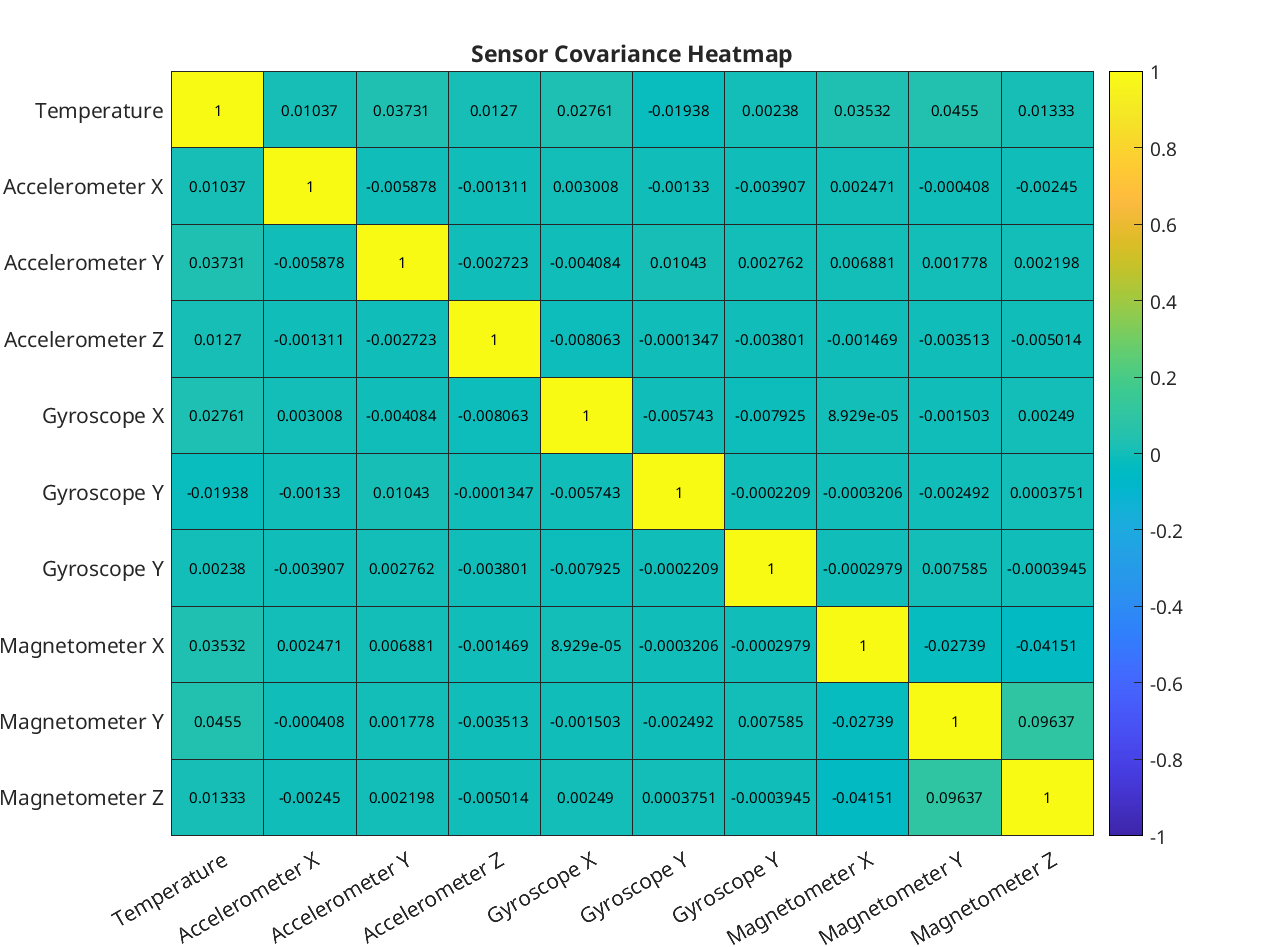 Sensor Covariance Heatmap
Temperature 1 0.01037 0.03731 0.0127 0.02761 -0.01938 0.00238 0.03532 0.0455 0.01333
Accelerometer X 0.01037 1 -0.005878 -0.001311 0.003008 -0.00133 -0.003907 0.002471 -0.000408 -0.00245
Accelerometer Y 0.03731 -0.005878 1 -0.002723 -0.004084 0.01043 0.002762 0.006881 0.001778 0.002198
Accelerometer Z 0.0127 -0.001311 -0.002723 1 -0.008063 -0.0001347 -0.003801 -0.001469 -0.003513 -0.005014
Gyroscope X 0.02761 0.003008 -0.004084 -0.008063 1 -0.005743 -0.007925 8.929e-05 -0.001503 0.00249
Gyroscope Y -0.01938 -0.00133 0.01043 -0.0001347 -0.005743 1 -0.0002209 -0.0003206 -0.002492 0.0003751
Gyroscope Y 0.00238 -0.003907 0.002762 -0.003801 -0.007925 -0.0002209 1 -0.0002979 0.007585 -0.0003945
Magnetometer X 0.03532 0.002471 0.006881 -0.001469 8.929e-05 -0.0003206 -0.0002979 1 -0.02739 -0.04151
Magnetometer Y 0.0455 -0.000408 0.001778 -0.003513 -0.001503 -0.002492 0.007585 -0.02739 1 0.09637
Magnetometer Z 0.01333 -0.00245 0.002198 -0.005014 0.00249 0.0003751 -0.0003945 -0.04151 0.09637 1
Temperature Accelerometer X Accelerometer Y Accelerometer Z Gyroscope X Gyroscope Y Gyroscope Y Magnetometer X Magnetometer Y Magnetometer Z
1
0.8
0.6
0.4
0.2
0
-0.2
-0.4
-0.6
-0.8
-1